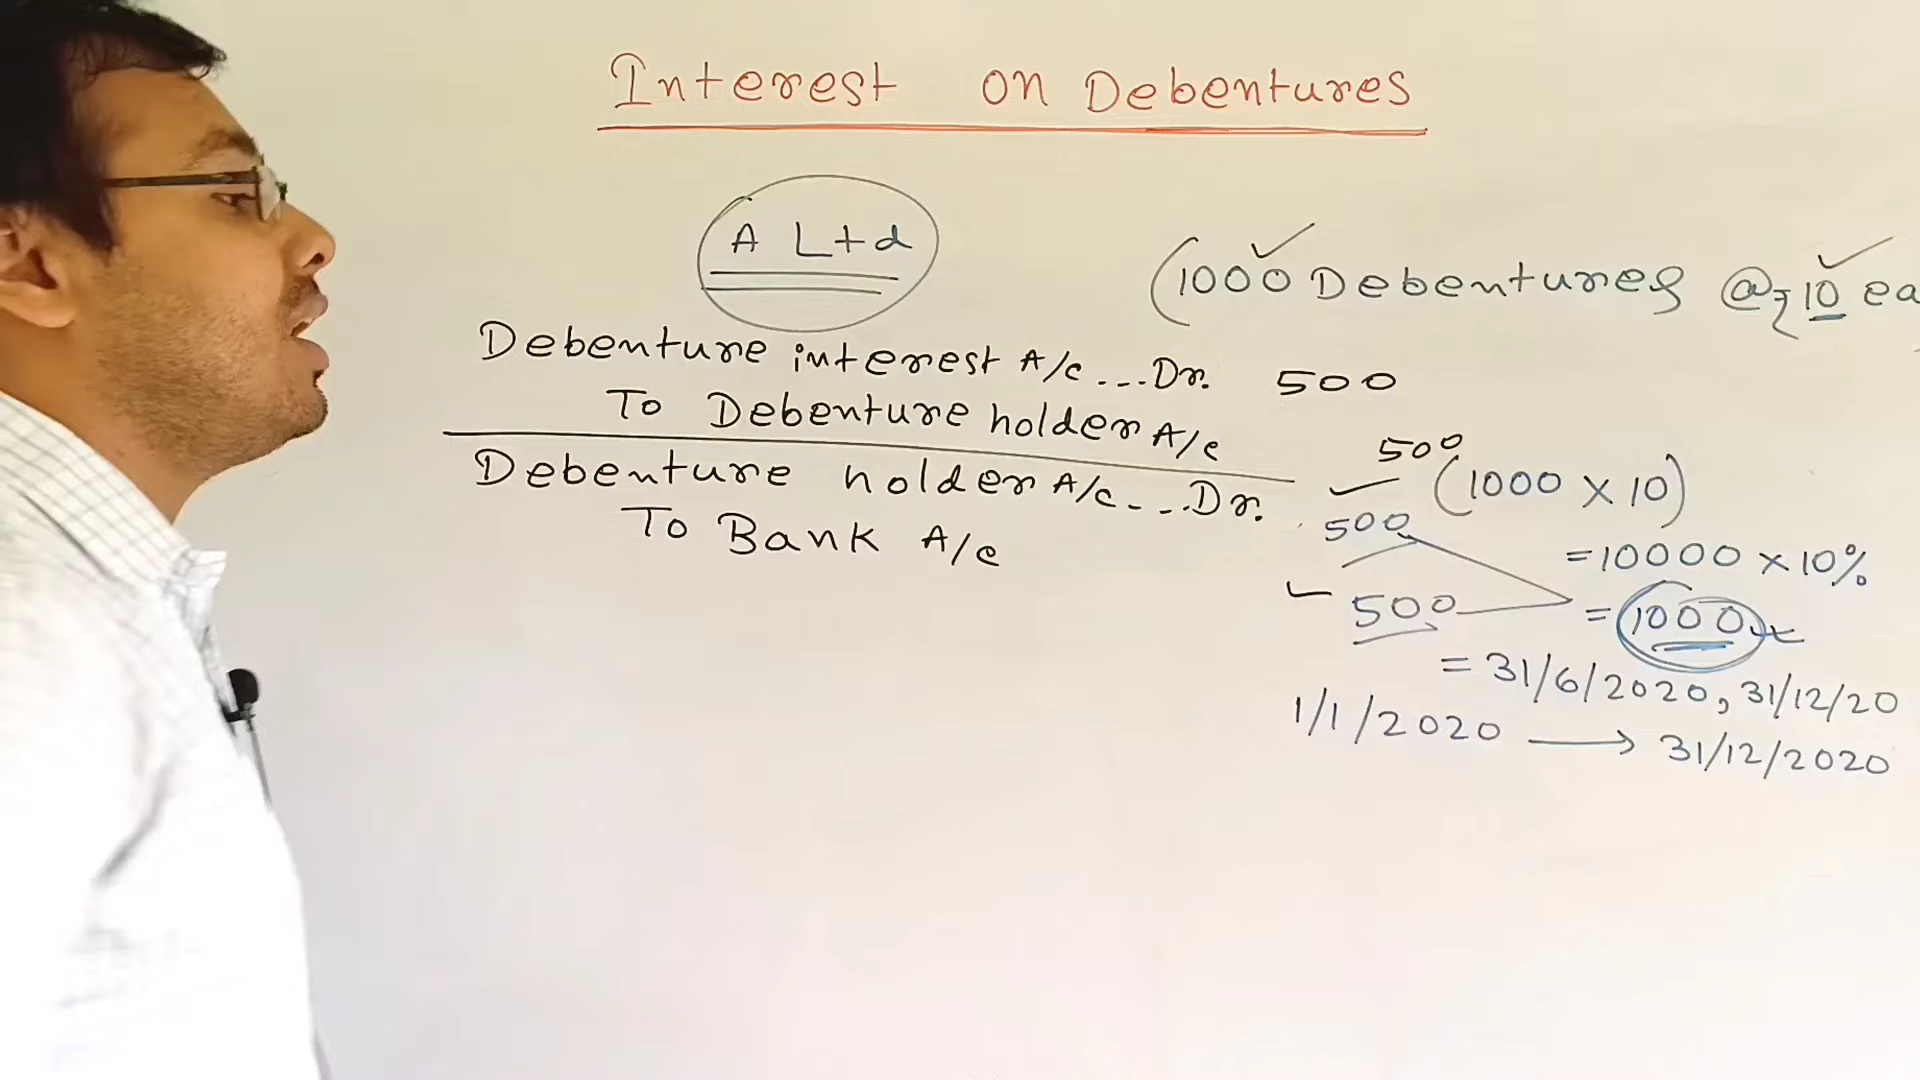 Interest on Debentures
A Ltd
(1000 Debentures @ ₹ 10 ea
Debenture interest A/c ... Dr. 500
To Debenture holder A/c 500
Debenture holder A/c - ... Dr. 500
To Bank A/c 500
(1000 × 10)
= 10000 × 10%
= 1000
= 31/6/2020, 31/12/20
1/1/2020 → 31/12/2020